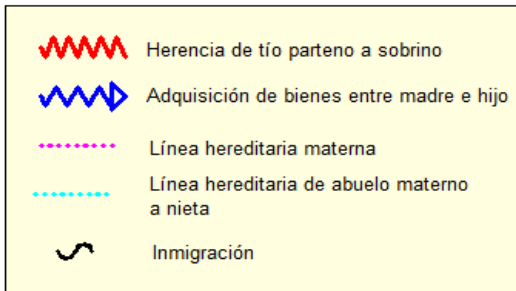 Herencia de tío parteno a sobrino
Adquisición de bienes entre madre e hijo
Línea hereditaria materna
Línea hereditaria de abuelo materno
a nieta
Inmigración